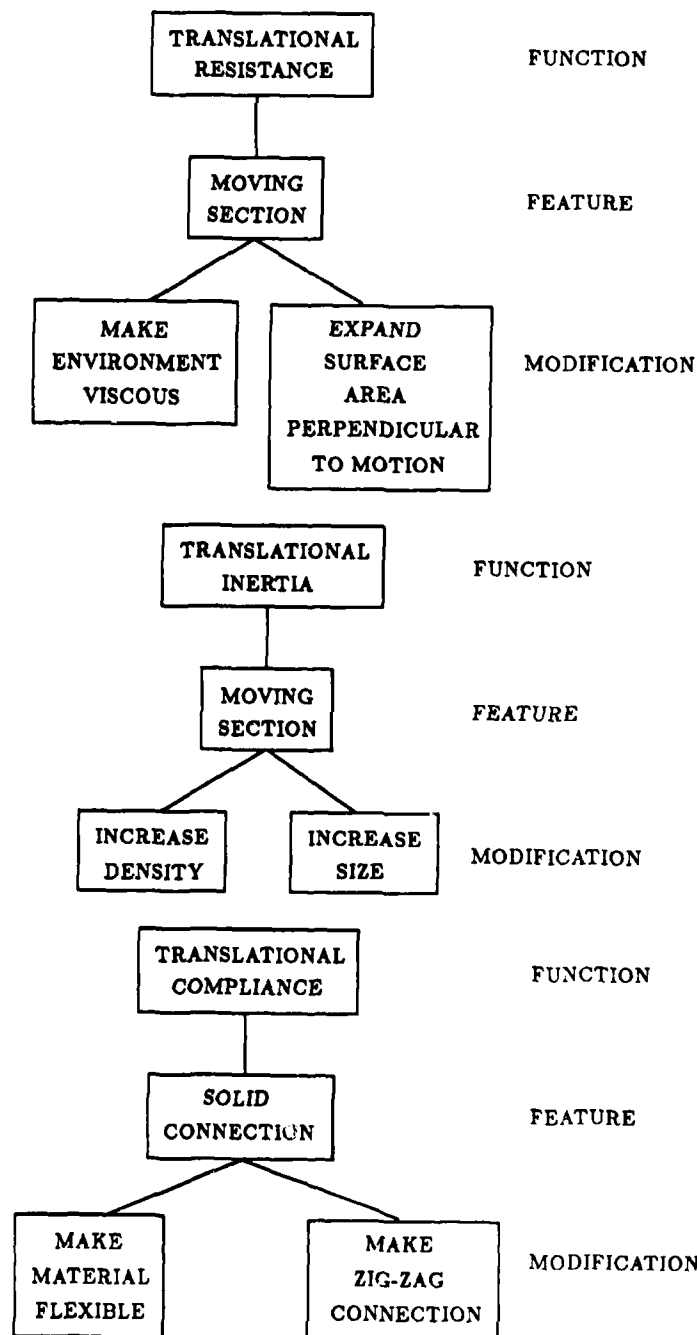 TRANSLATIONAL
RESISTANCE
FUNCTION
MOVING
SECTION
FEATURE
MAKE
ENVIRONMENT
VISCOUS
EXPAND
SURFACE
AREA
PERPENDICULAR
TO MOTION
MODIFICATION
TRANSLATIONAL
INERTIA
FUNCTION
MOVING
SECTION
FEATURE
INCREASE
DENSITY
INCREASE
SIZE
MODIFICATION
TRANSLATIONAL
COMPLIANCE
FUNCTION
SOLID
CONNECTION
FEATURE
MAKE
MATERIAL
FLEXIBLE
MAKE
ZIG-ZAG
CONNECTION
MODIFICATION